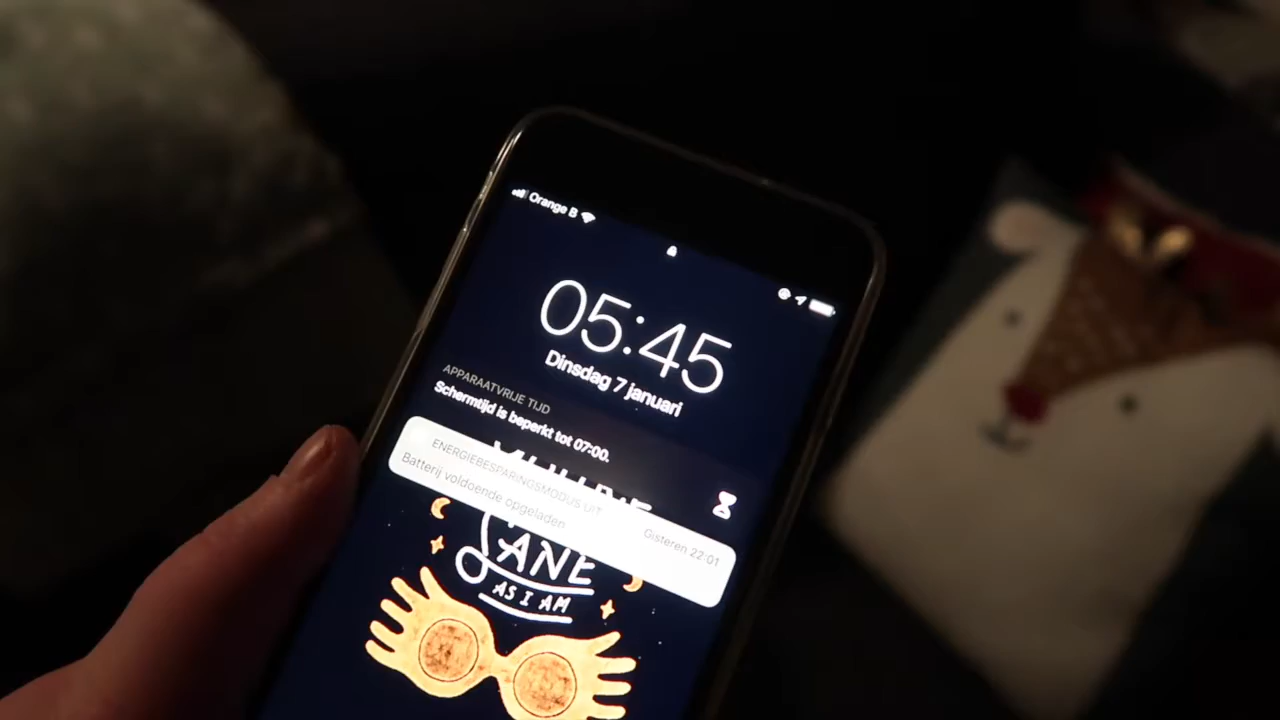 Orange B
05:45
Dinsdag 7 januari
APPARAATVRIJE TIJD
Schermtijd is beperkt tot 07:00.
ENERGIEBESPARINGSMODUS UIT
Gisteren 22:01
Batterij voldoende opgeladen
SANE
AS I AM